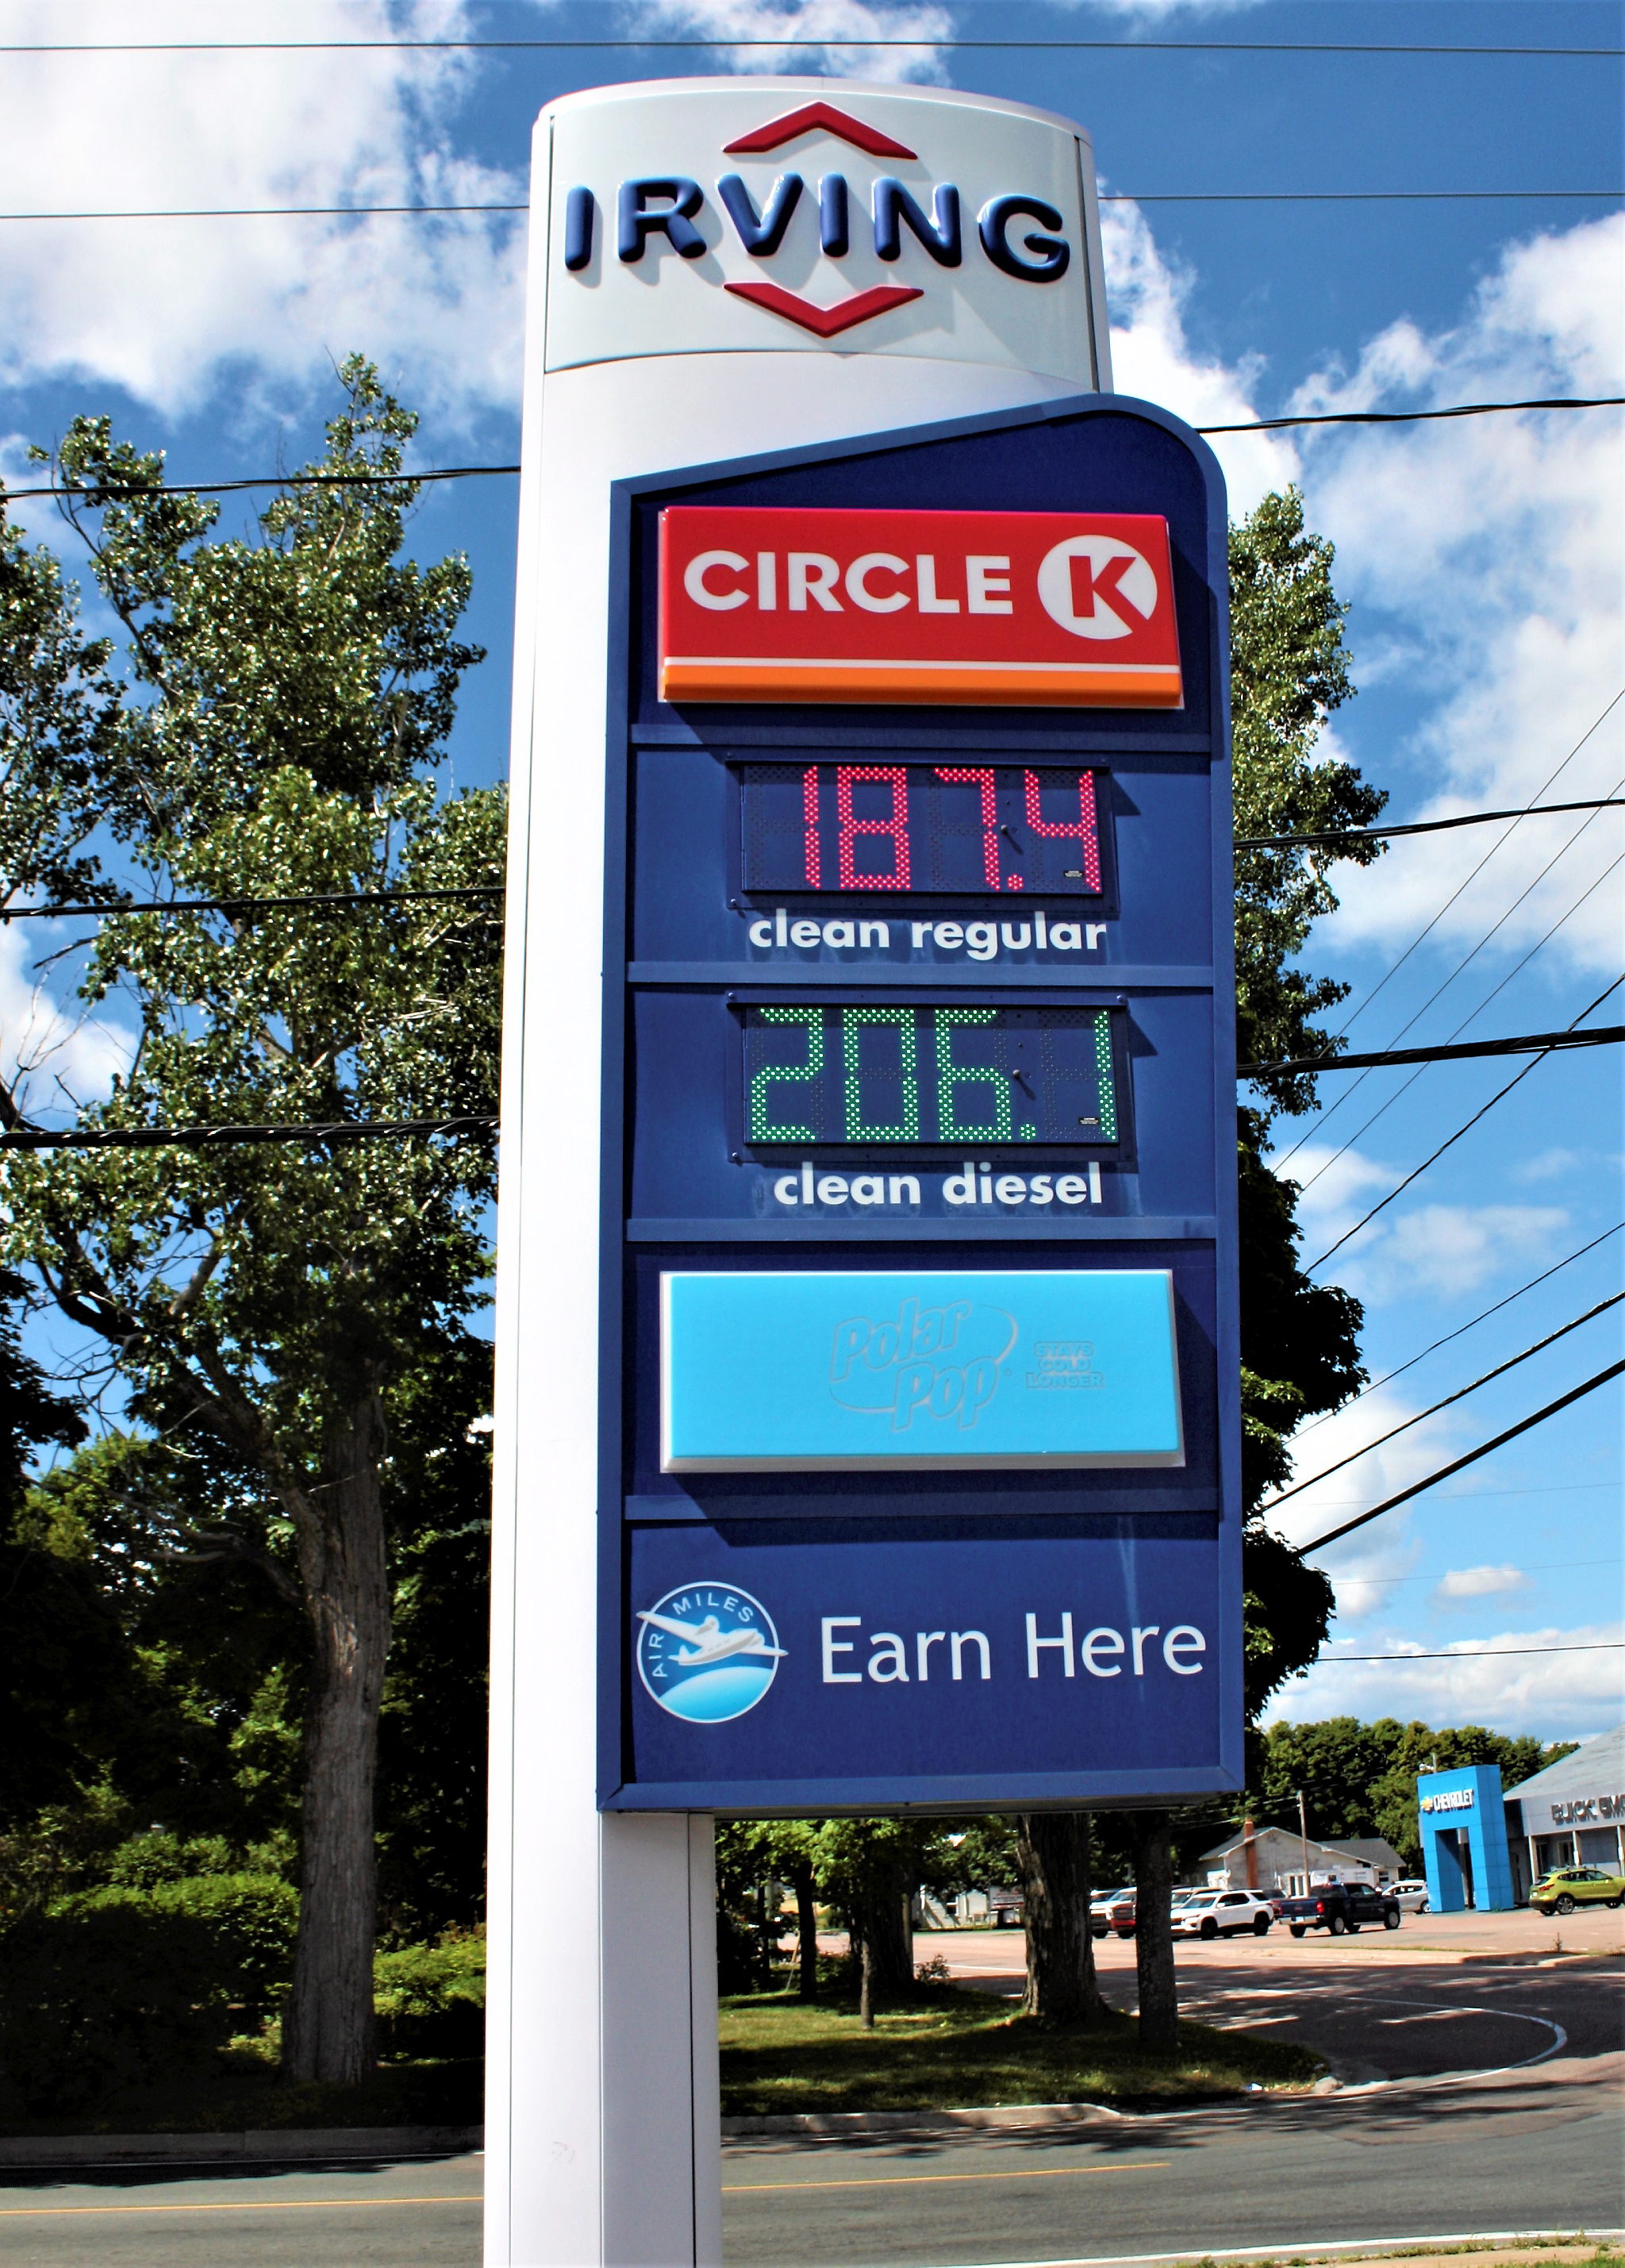 IRVING
CIRCLE K
187.4
clean regular
206.1
clean diesel
Polar
Pop
STAYS
COLD
LONGER
AIR MILES
Earn Here
CHEVROLET
BUICK GMC